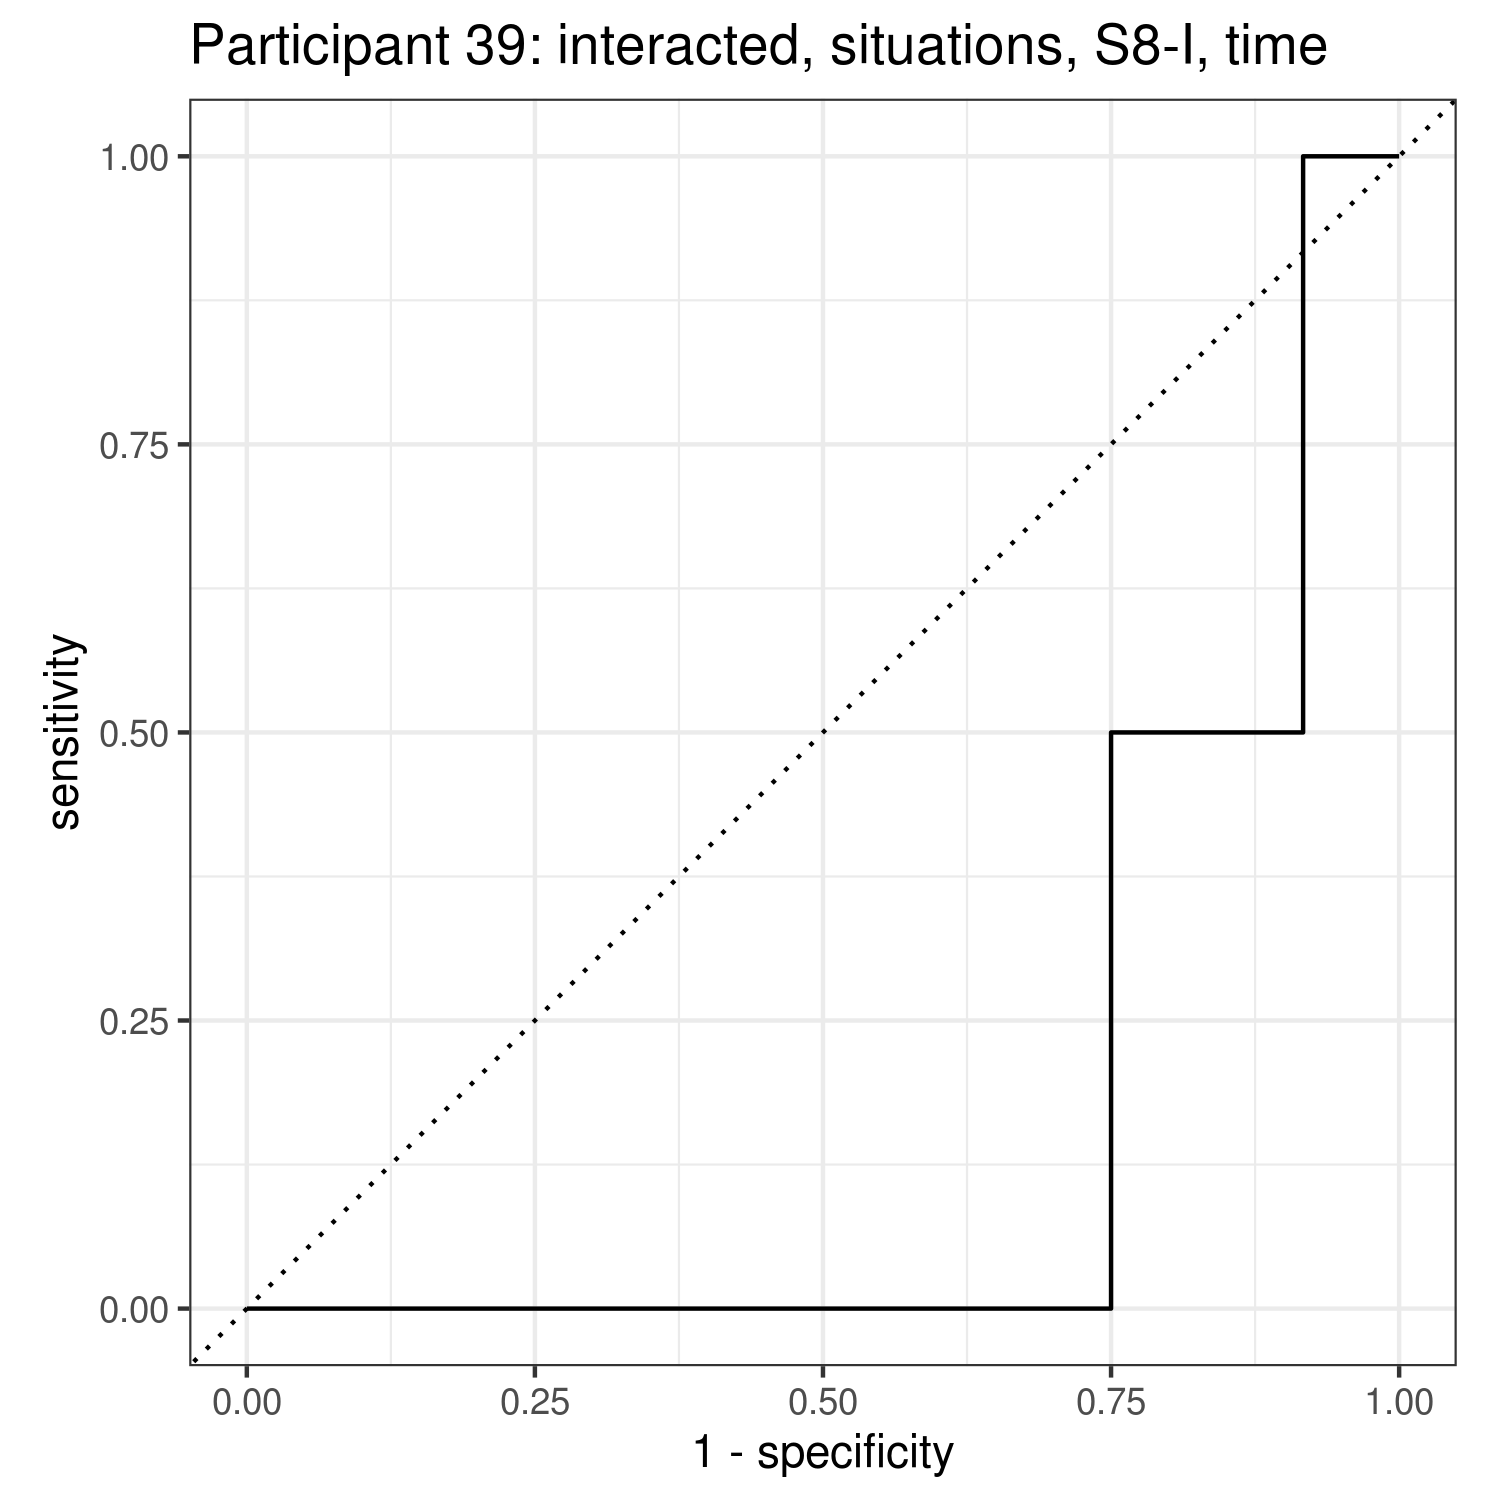 Participant 39: interacted, situations, S8-I, time
1.00
0.75
0.50
0.25
0.00
sensitivity
0.00 0.25 0.50 0.75 1.00
1 - specificity